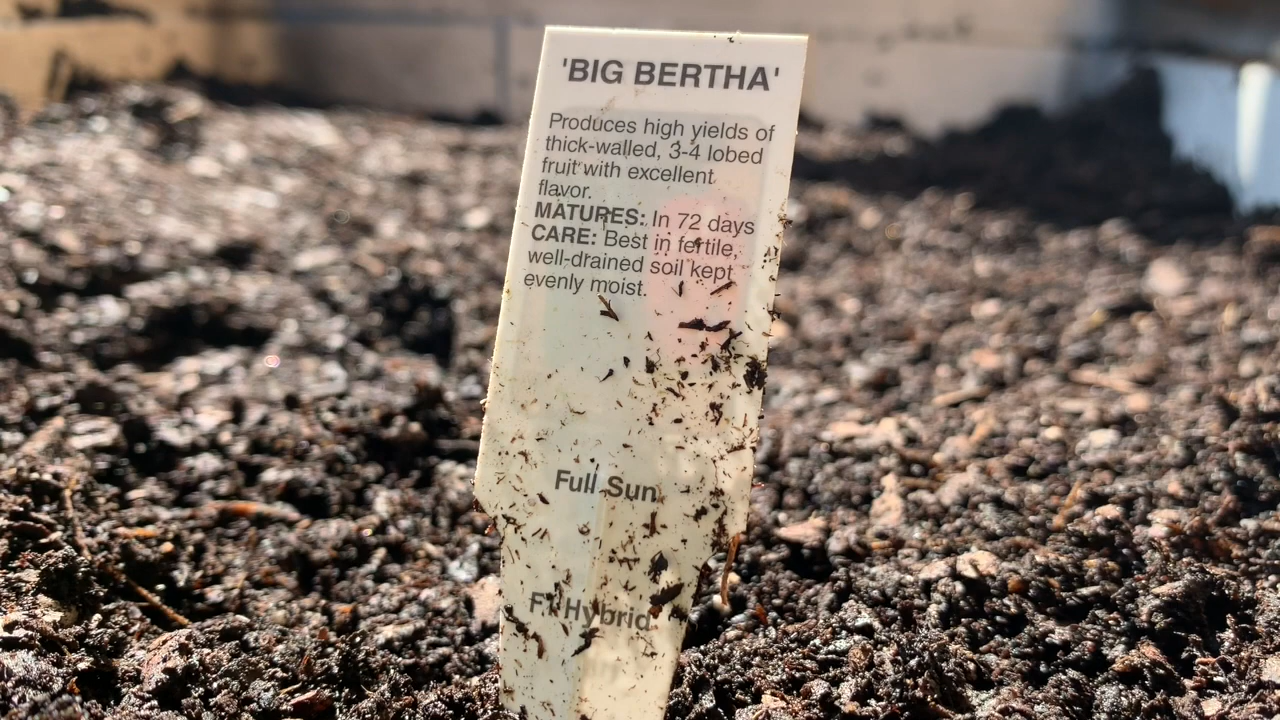 'BIG BERTHA'
Produces high yields of
thick-walled, 3-4 lobed
fruit with excellent
flavor.
MATURES: In 72 days
CARE: Best in fertile,
well-drained soil kept
evenly moist.
Full Sun
F1 Hybrid